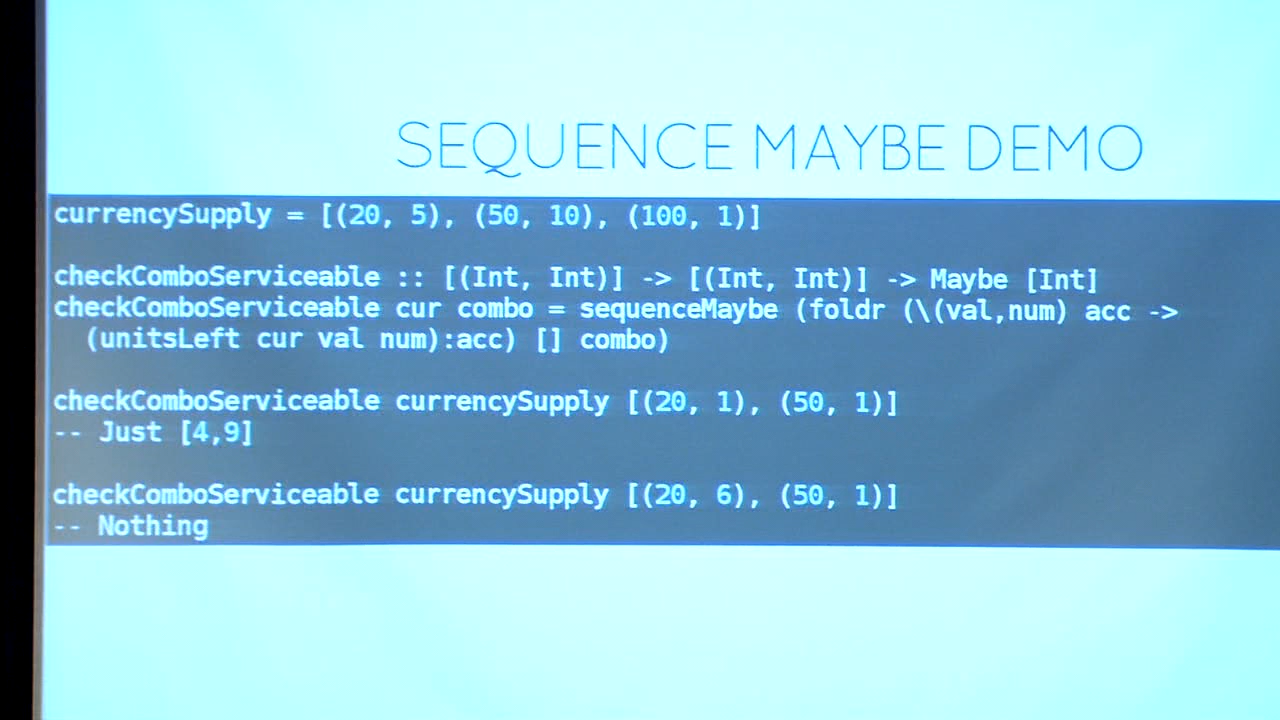 SEQUENCE MAYBE DEMO
currencySupply = [(20, 5), (50, 10), (100, 1)]
checkComboServiceable :: [(Int, Int)] -> [(Int, Int)] -> Maybe [Int]
checkComboServiceable cur combo = sequenceMaybe (foldr (\(val,num) acc ->
(unitsLeft cur val num):acc) [] combo)
checkComboServiceable currencySupply [(20, 1), (50, 1)]
-- Just [4,9]
checkComboServiceable currencySupply [(20, 6), (50, 1)]
-- Nothing